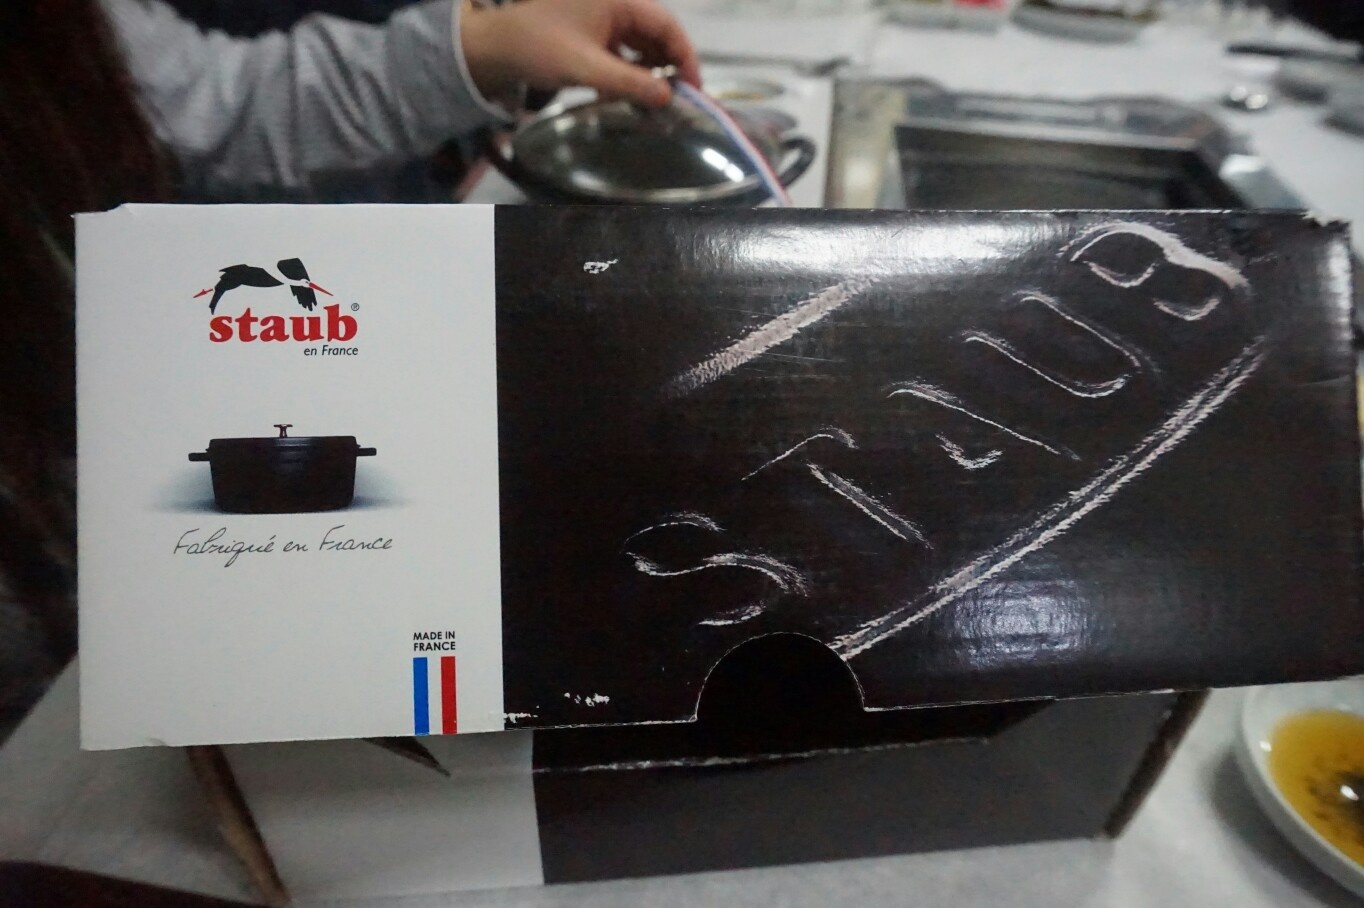 staub®
en France
Fabriqué en France
MADE IN
FRANCE
STAUB